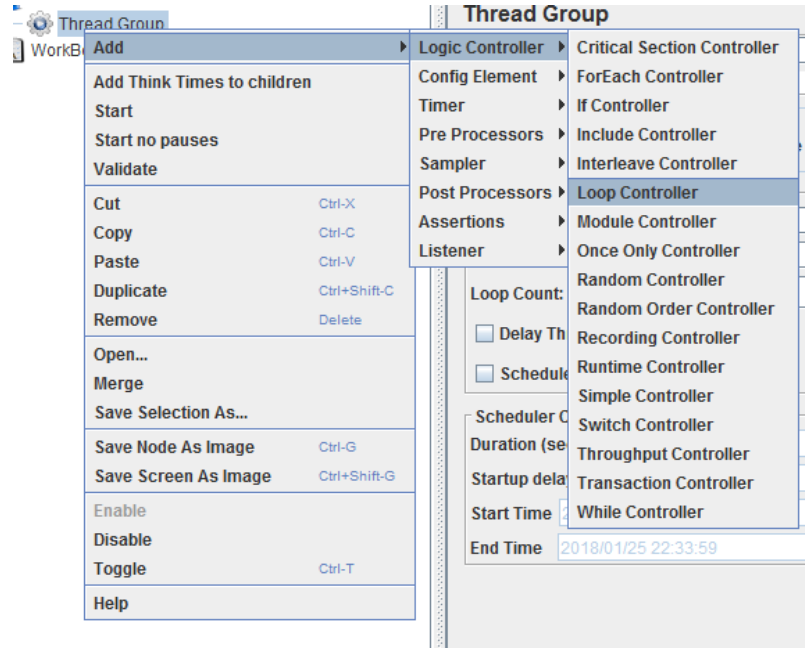 Thread Group
Add
Add Think Times to children
Start
Start no pauses
Validate
Cut Ctrl-X
Copy Ctrl-C
Paste Ctrl-V
Duplicate Ctrl+Shift-C
Remove Delete
Open...
Merge
Save Selection As...
Save Node As Image Ctrl-G
Save Screen As Image Ctrl+Shift-G
Enable
Disable
Toggle Ctrl-T
Help
Logic Controller
Config Element
Timer
Pre Processors
Sampler
Post Processors
Assertions
Listener
Critical Section Controller
ForEach Controller
If Controller
Include Controller
Interleave Controller
Loop Controller
Module Controller
Once Only Controller
Random Controller
Random Order Controller
Recording Controller
Runtime Controller
Simple Controller
Switch Controller
Throughput Controller
Transaction Controller
While Controller
Thread Group
Loop Count:
Delay Th
Schedule
Scheduler C
Duration (se
Startup dela
Start Time
End Time 2018/01/25 22:33:59